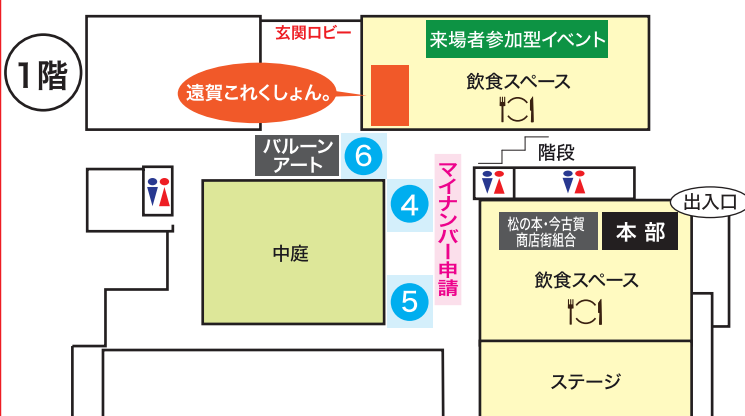 1階
玄関ロビー
来場者参加型イベント
遠賀これくしょん。
飲食スペース
バルーン
アート
6
マイナンバー申請
階段
4
出入口
松の本・今古賀
商店街組合
本部
中庭
飲食スペース
5
ステージ